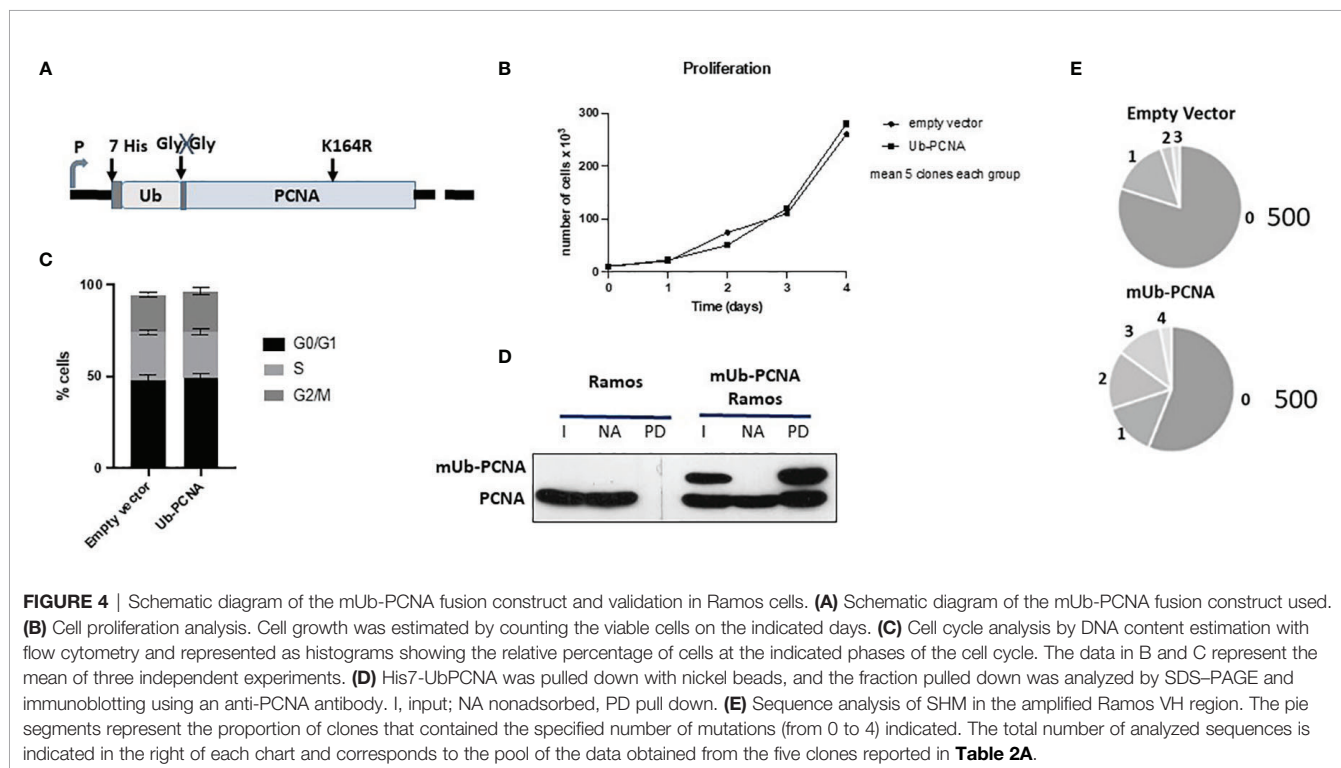 A
P
7 His
Gly
X
Gly
K164R
Ub
PCNA
B
Proliferation
number of cells x 10³
300
200
100
0
0 1 2 3 4
Time (days)
empty vector
Ub-PCNA
mean 5 clones each group
C
% cells
100
50
0
Empty vector
Ub-PCNA
G0/G1
S
G2/M
D
Ramos
mUb-PCNA
Ramos
I NA PD
I NA PD
mUb-PCNA
PCNA
E
Empty Vector
1
2
3
0
500
mUb-PCNA
4
3
2
1
0
500
FIGURE 4 | Schematic diagram of the mUb-PCNA fusion construct and validation in Ramos cells. (A) Schematic diagram of the mUb-PCNA fusion construct used.
(B) Cell proliferation analysis. Cell growth was estimated by counting the viable cells on the indicated days. (C) Cell cycle analysis by DNA content estimation with
flow cytometry and represented as histograms showing the relative percentage of cells at the indicated phases of the cell cycle. The data in B and C represent the
mean of three independent experiments. (D) His7-UbPCNA was pulled down with nickel beads, and the fraction pulled down was analyzed by SDS–PAGE and
immunoblotting using an anti-PCNA antibody. I, input; NA nonadsorbed, PD pull down. (E) Sequence analysis of SHM in the amplified Ramos VH region. The pie
segments represent the proportion of clones that contained the specified number of mutations (from 0 to 4) indicated. The total number of analyzed sequences is
indicated in the right of each chart and corresponds to the pool of the data obtained from the five clones reported in Table 2A.